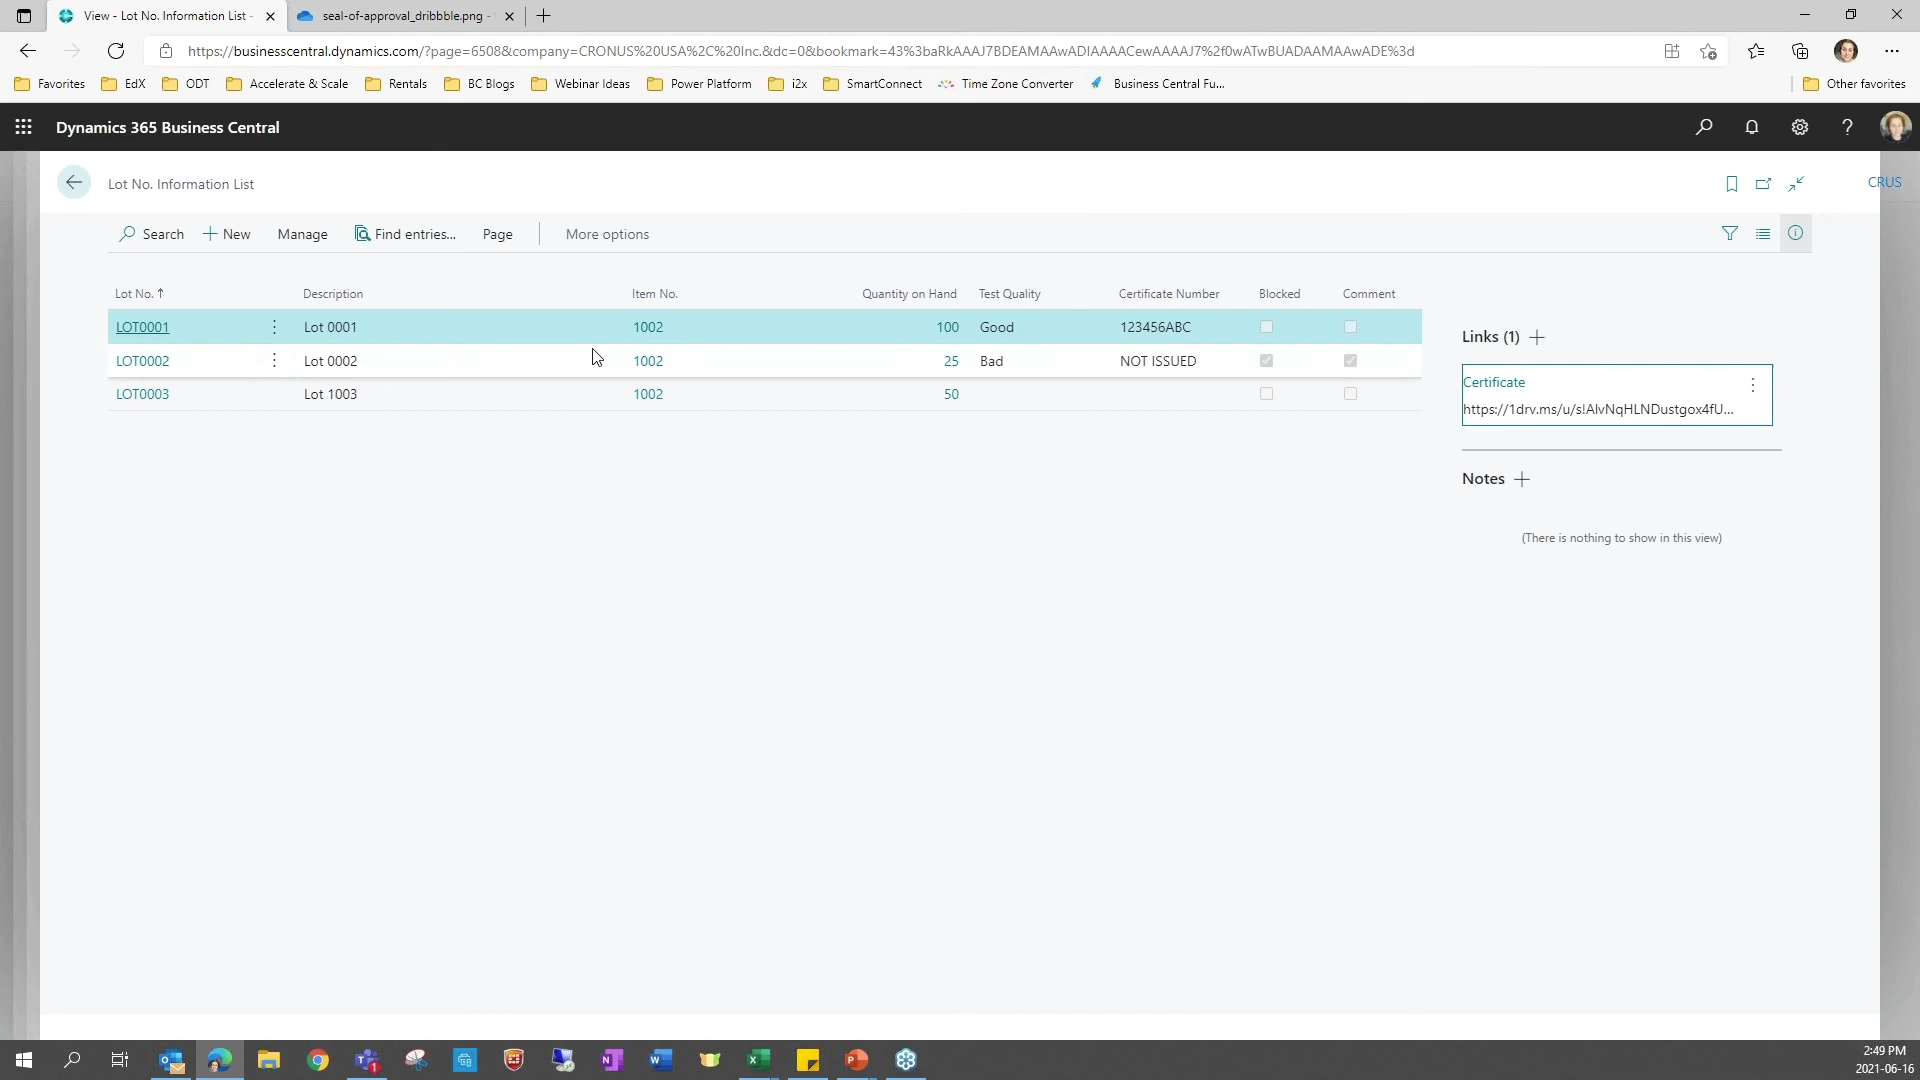 View - Lot No. Information List -
seal-of-approval_dribbble.png -
https://businesscentral.dynamics.com/?page=6508&company=CRONUS%20USA%2C%20Inc.&dc=0&bookmark=43%3baRkAAAJ7BDEAMAAwADIAAAACewAAAAJ7%2f0wATwBUADAAMAAwADE%3d
Favorites EdX ODT Accelerate & Scale Rentals BC Blogs Webinar Ideas Power Platform i2x SmartConnect Time Zone Converter Business Central Fu... Other favorites
Dynamics 365 Business Central
Lot No. Information List
CRUS
Search New Manage Find entries... Page More options
Lot No. ↑ Description Item No. Quantity on Hand Test Quality Certificate Number Blocked Comment
LOT0001 Lot 0001 1002 100 Good 123456ABC
LOT0002 Lot 0002 1002 25 Bad NOT ISSUED
LOT0003 Lot 1003 1002 50
Links (1)
Certificate
https://1drv.ms/u/s!AlvNqHLNDustgox4fU...
Notes
(There is nothing to show in this view)
2:49 PM
2021-06-16